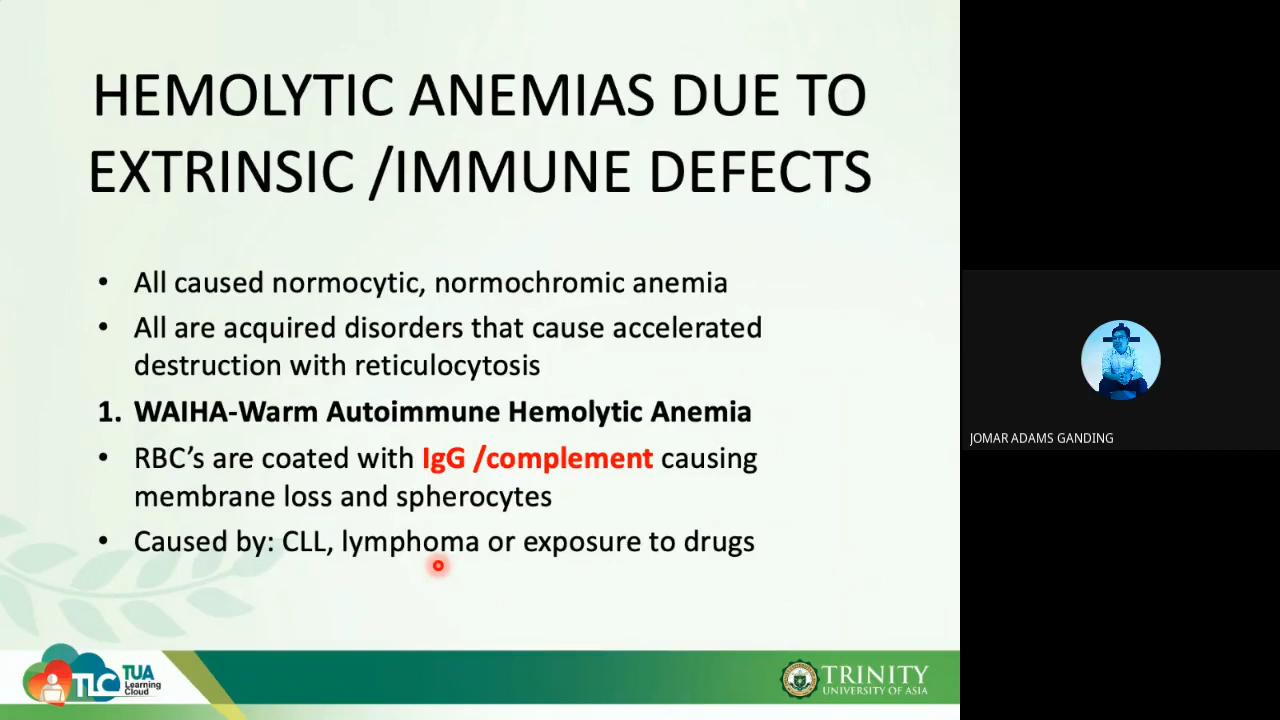 HEMOLYTIC ANEMIAS DUE TO
EXTRINSIC /IMMUNE DEFECTS
• All caused normocytic, normochromic anemia
• All are acquired disorders that cause accelerated
destruction with reticulocytosis
1. WAIHA-Warm Autoimmune Hemolytic Anemia
• RBC’s are coated with IgG /complement causing
membrane loss and spherocytes
• Caused by: CLL, lymphoma or exposure to drugs
JOMAR ADAMS GANDING
TLC TUA
Learning
Cloud
TRINITY
UNIVERSITY OF ASIA